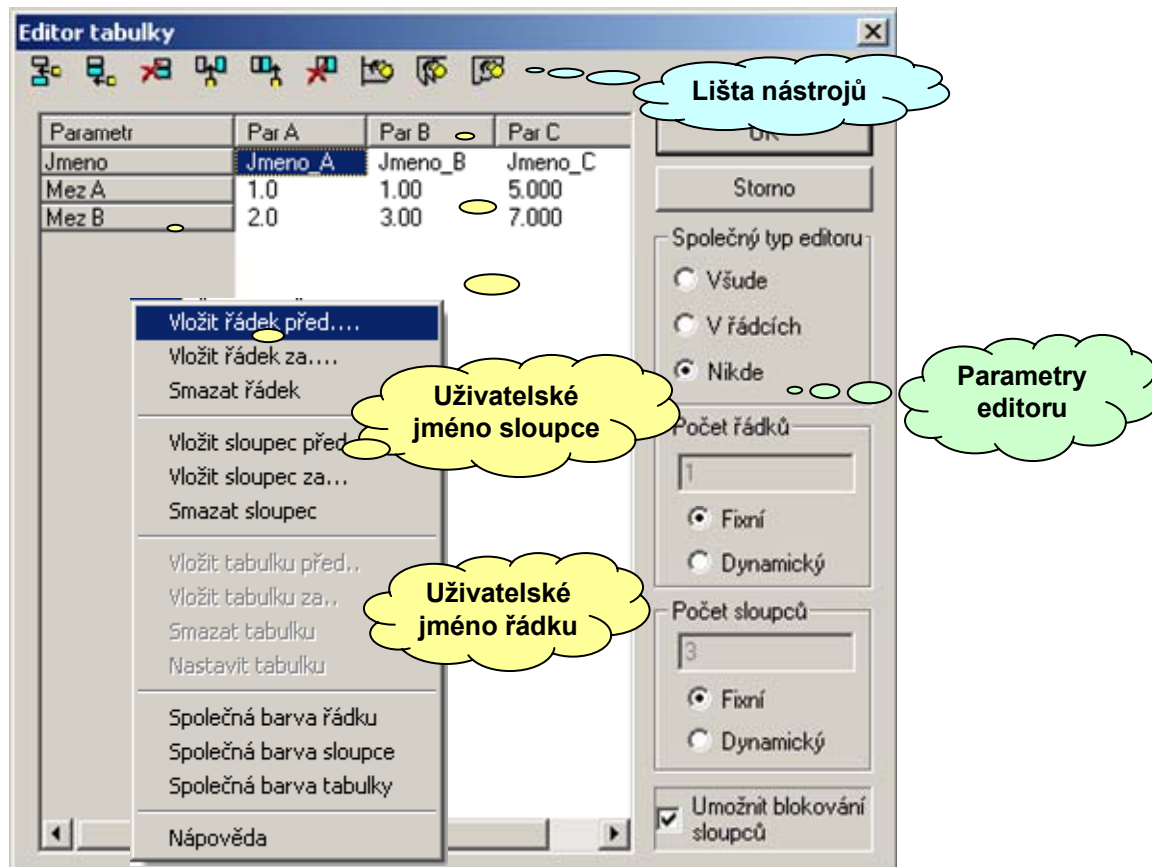 Editor tabulky
Lišta nástrojů
Parametr Par A Par B Par C
Jmeno Jmeno_A Jmeno_B Jmeno_C
Mez A 1.0 1.00 5.000
Mez B 2.0 3.00 7.000
Storno
Společný typ editoru
Všude
V řádcích
Nikde
Parametry
editoru
Vložit řádek před....
Vložit řádek za....
Smazat řádek
Vložit sloupec před
Vložit sloupec za...
Smazat sloupec
Vložit tabulku před..
Vložit tabulku za..
Smazat tabulku
Nastavit tabulku
Společná barva řádku
Společná barva sloupce
Společná barva tabulky
Nápověda
Uživatelské
jméno sloupce
Uživatelské
jméno řádku
Počet řádků
1
Fixní
Dynamický
Počet sloupců
3
Fixní
Dynamický
Umožnit blokování
sloupců